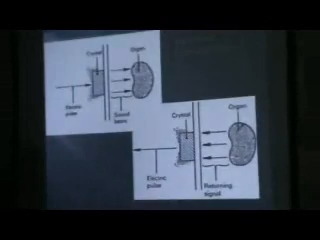 Crystal
Organ
Electric
pulse
Sound
beam
Crystal
Organ
Electric
pulse
Returning
signal